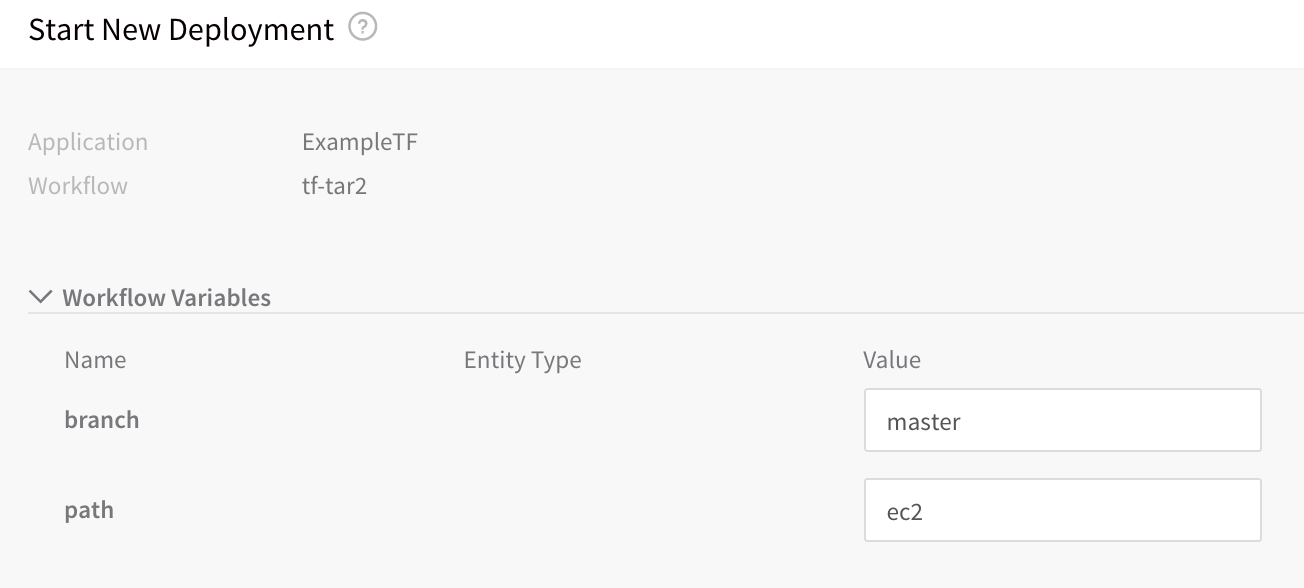 Start New Deployment ?
Application ExampleTF
Workflow tf-tar2
Workflow Variables
Name Entity Type Value
branch master
path ec2